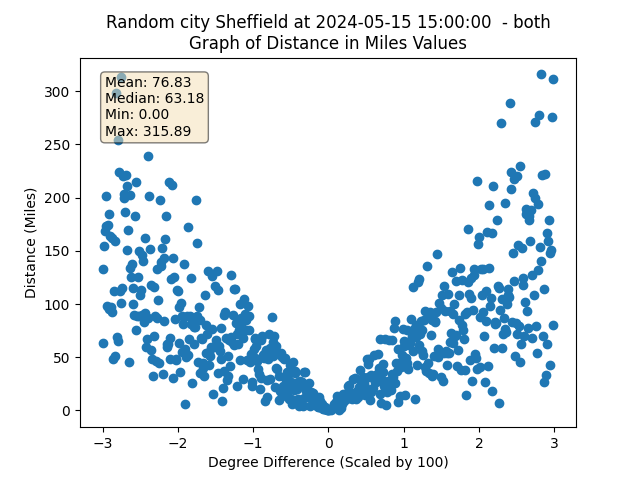 Random city Sheffield at 2024-05-15 15:00:00  - both
Graph of Distance in Miles Values
Mean: 76.83
Median: 63.18
Min: 0.00
Max: 315.89
300
250
200
150
100
50
0
Distance (Miles)
−3
−2
−1
0
1
2
3
Degree Difference (Scaled by 100)